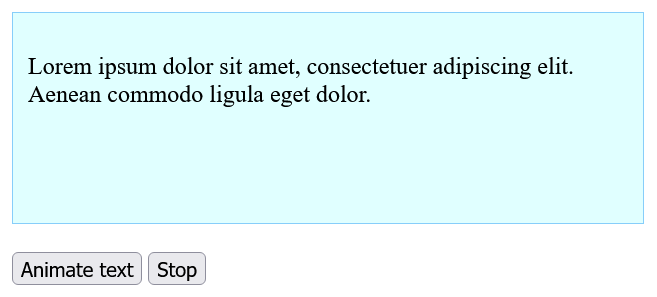 Lorem ipsum dolor sit amet, consectetuer adipiscing elit.
Aenean commodo ligula eget dolor.
Animate text Stop